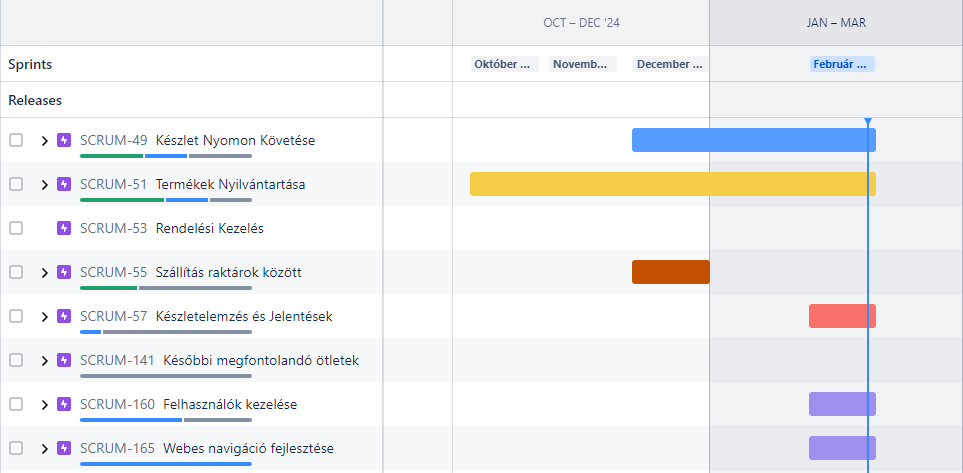 OCT – DEC '24
JAN – MAR
Sprints
Október ...
Novemb...
December ...
Február ...
Releases
SCRUM-49 Készlet Nyomon Követése
SCRUM-51 Termékek Nyilvántartása
SCRUM-53 Rendelési Kezelés
SCRUM-55 Szállítás raktárok között
SCRUM-57 Készletelemzés és Jelentések
SCRUM-141 Későbbi megfontolandó ötletek
SCRUM-160 Felhasználók kezelése
SCRUM-165 Webes navigáció fejlesztése